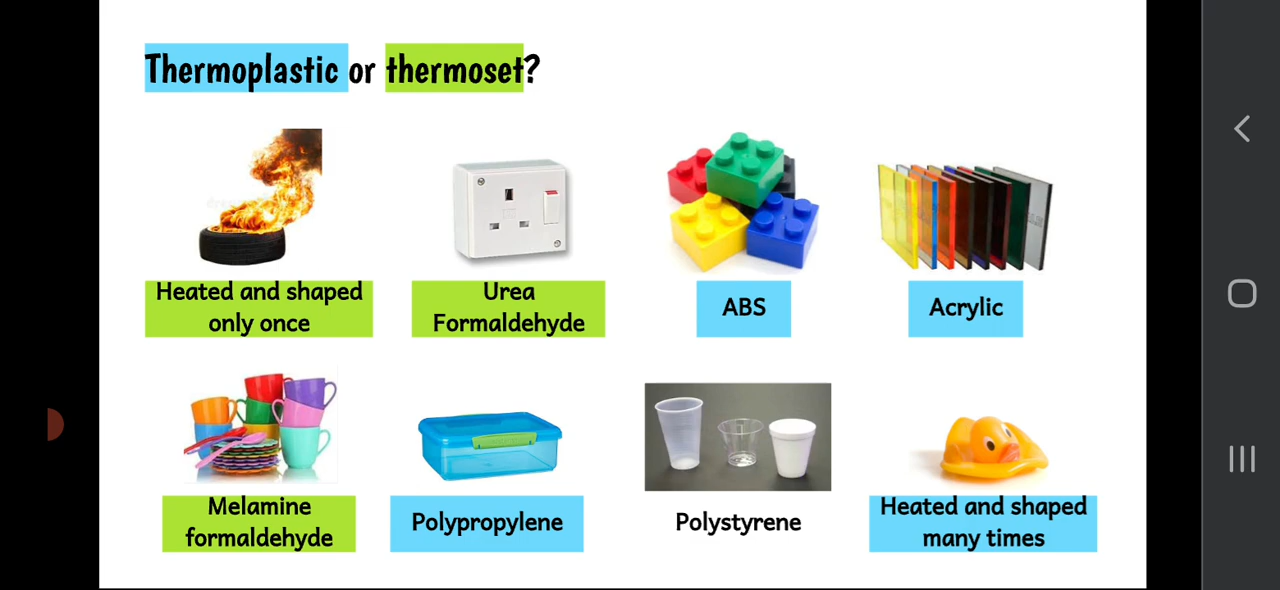 Thermoplastic or thermoset?
Heated and shaped
only once
Urea
Formaldehyde
ABS
Acrylic
Melamine
formaldehyde
Polypropylene
Polystyrene
Heated and shaped
many times